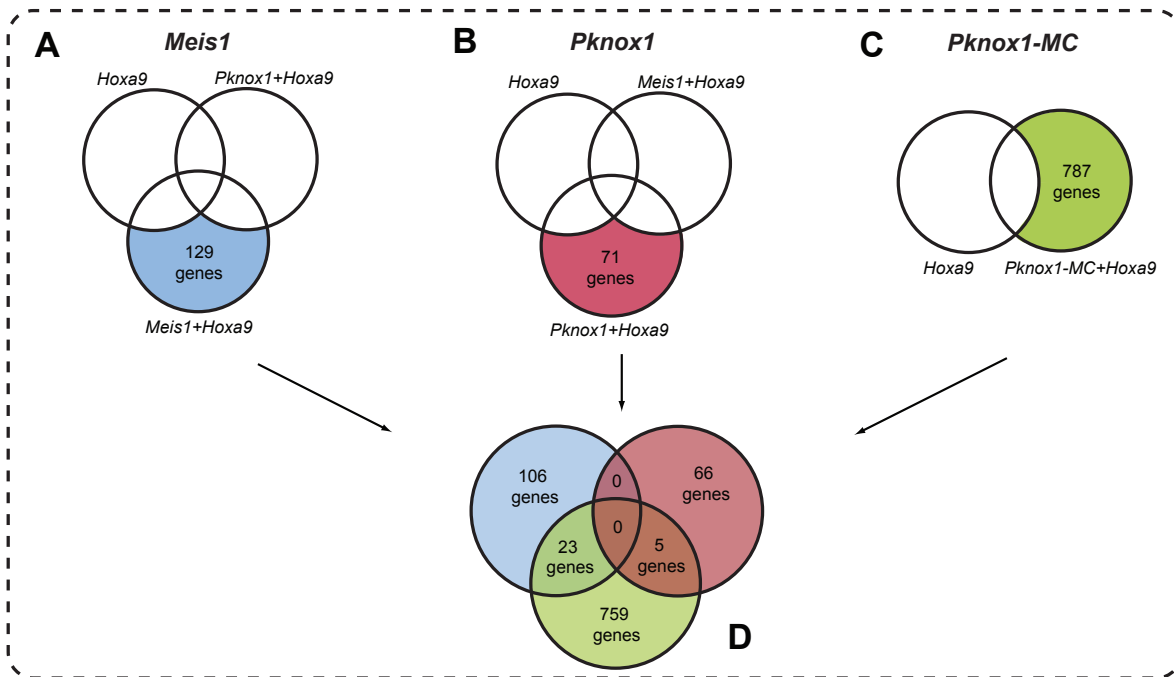 A
Meis1
Hoxa9
Pknox1+Hoxa9
129
genes
Meis1+Hoxa9
B
Pknox1
Hoxa9
Meis1+Hoxa9
71
genes
Pknox1+Hoxa9
C
Pknox1-MC
787
genes
Hoxa9
Pknox1-MC+Hoxa9
106
genes
0
66
genes
0
23
genes
5
genes
759
genes
D